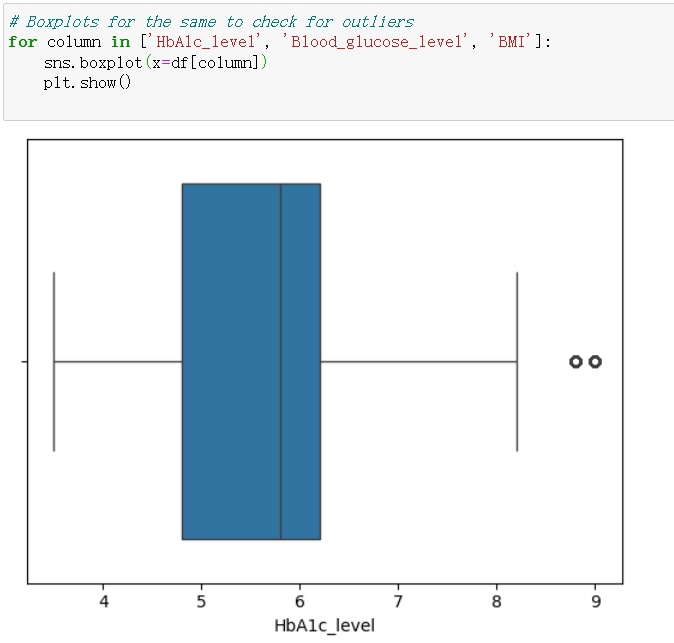 # Boxplots for the same to check for outliers
for column in ['HbA1c_level', 'Blood_glucose_level', 'BMI']:
    sns.boxplot(x=df[column])
    plt.show()
4 5 6 7 8 9
HbA1c_level